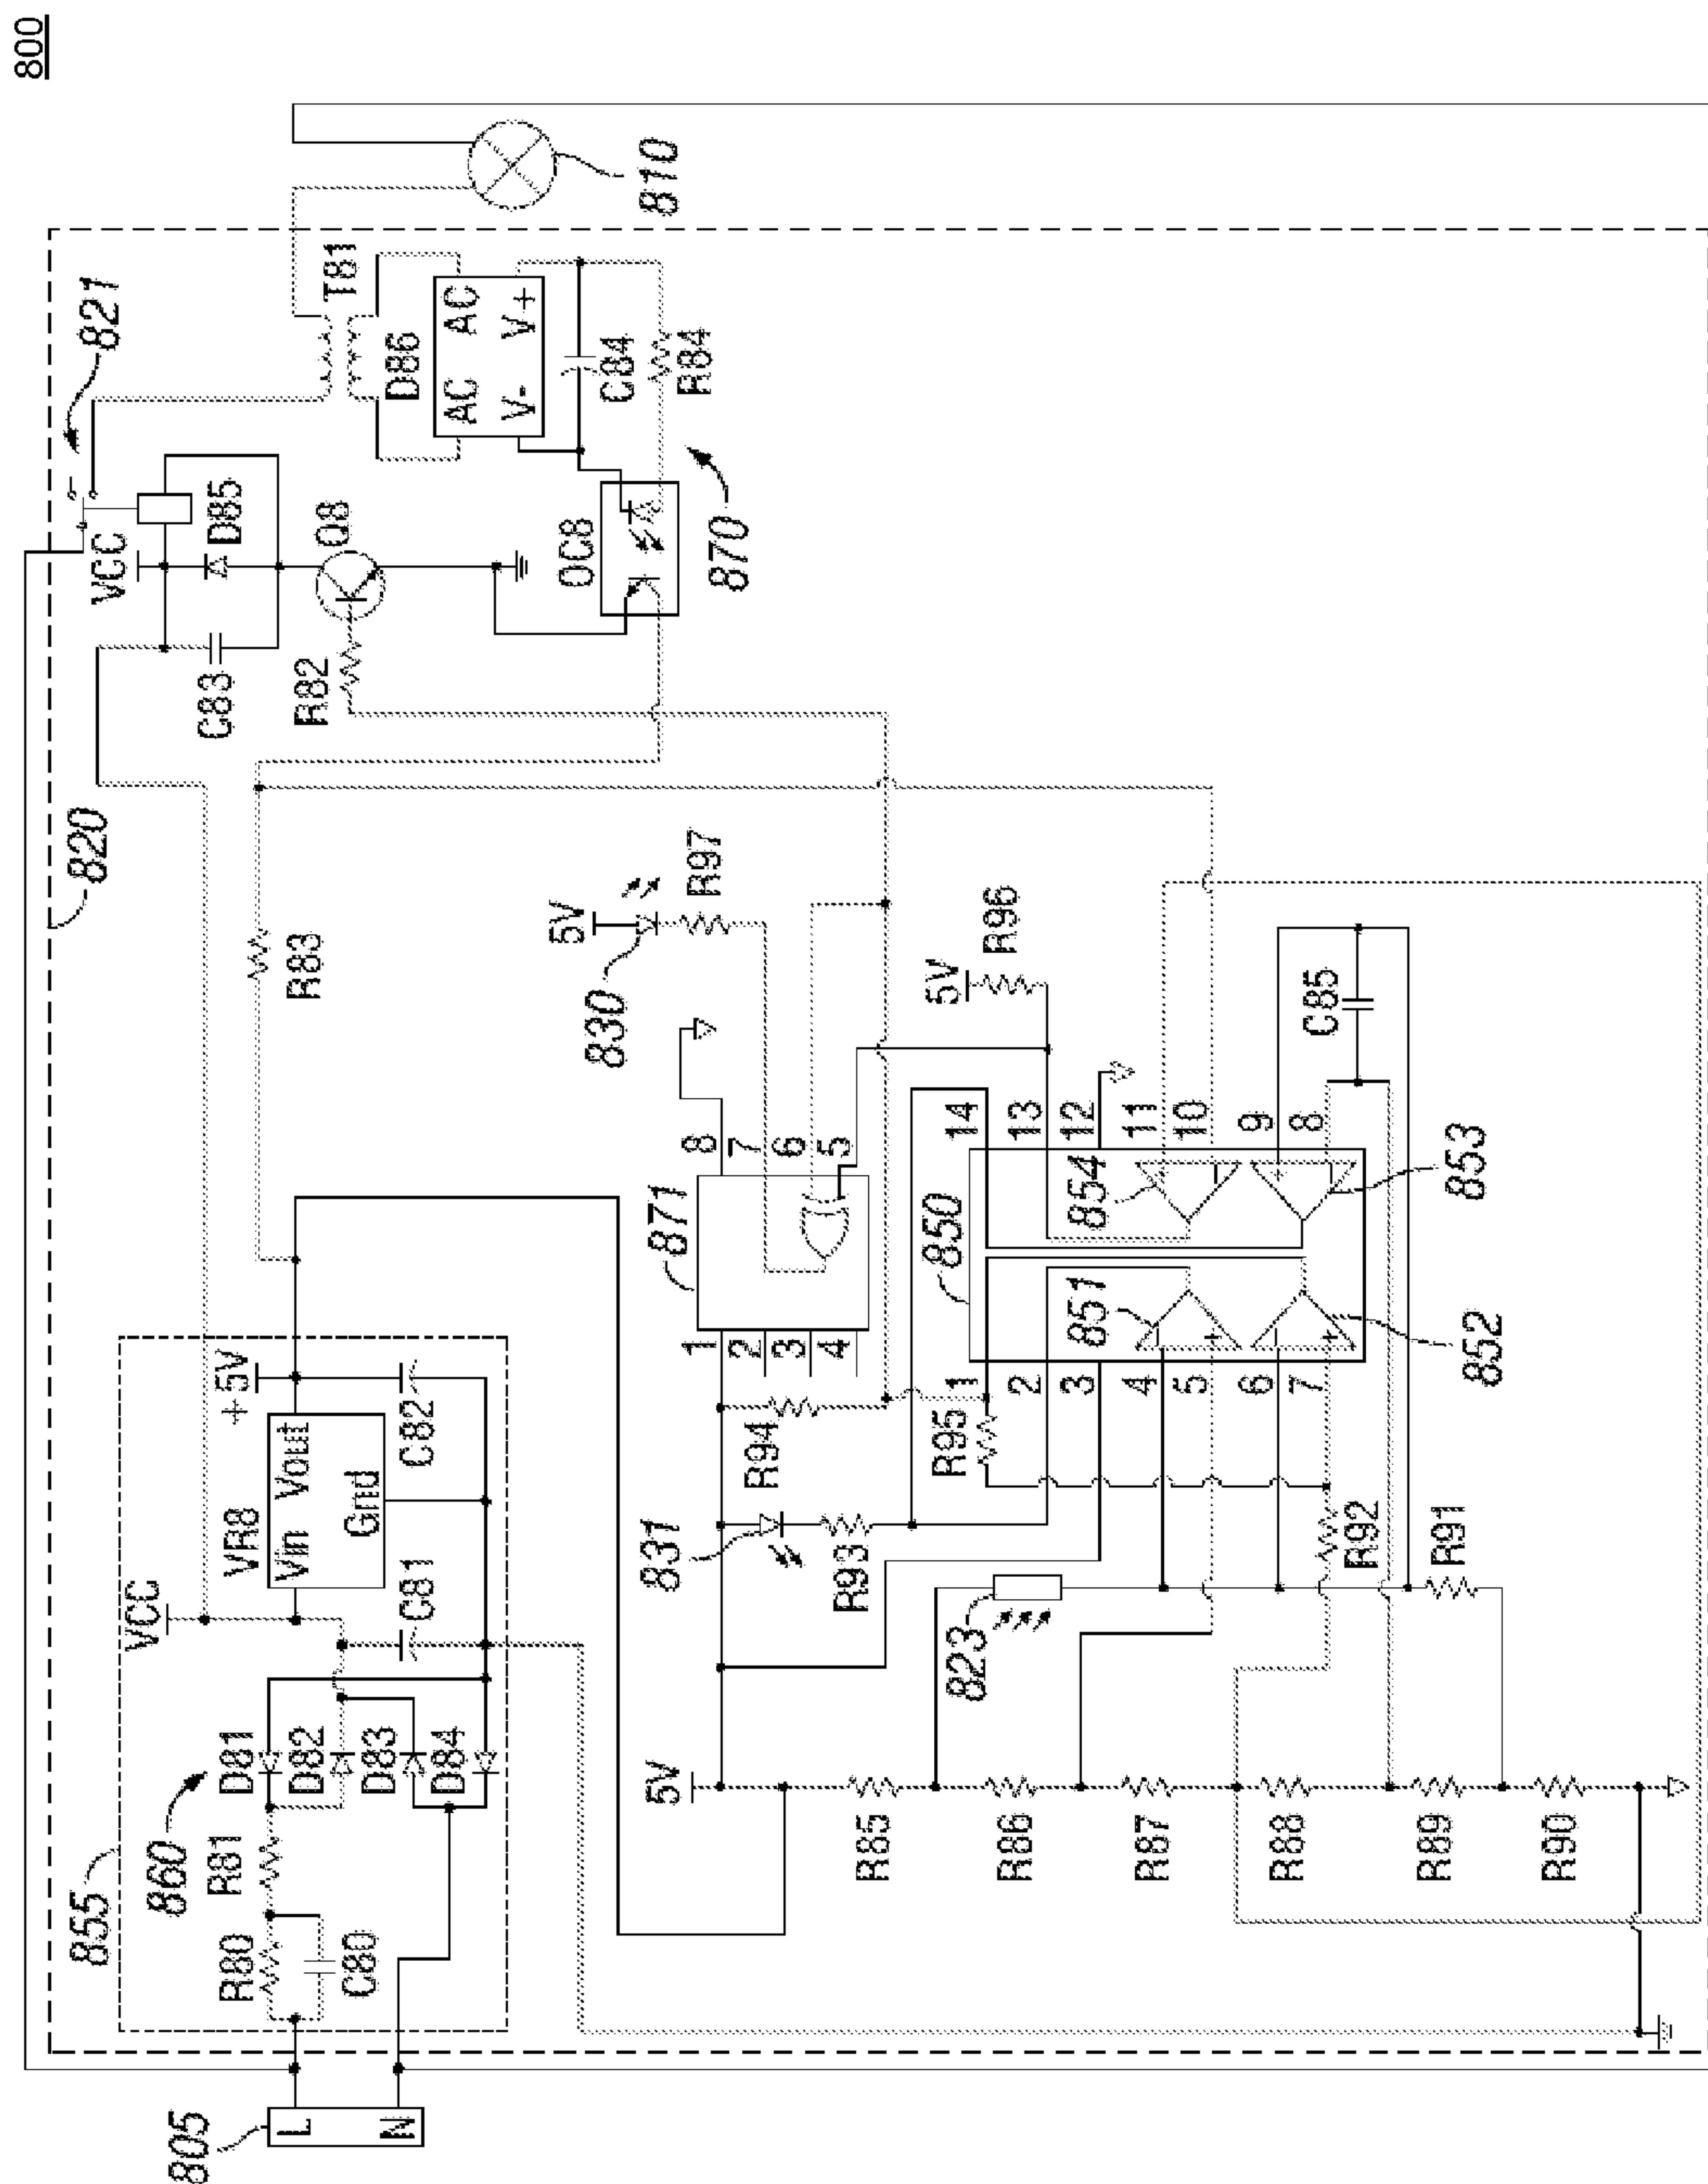 800
805
L
N
855
860
R80
C80
R81
D81
D82
D83
D84
VCC
VR8
Vin
Vout
Gnd
C81
C82
+5V
820
821
VCC
C83
D85
R82
Q8
T81
D86
AC
AC
V-
V+
C84
R84
OC8
870
810
R83
5V
830
R97
871
1
2
3
4
5
6
7
8
R94
831
R93
823
5V
R85
R86
R87
R88
R89
R90
R91
R92
R95
850
851
852
853
854
1
2
3
4
5
6
7
8
9
10
11
12
13
14
5V
R96
C85